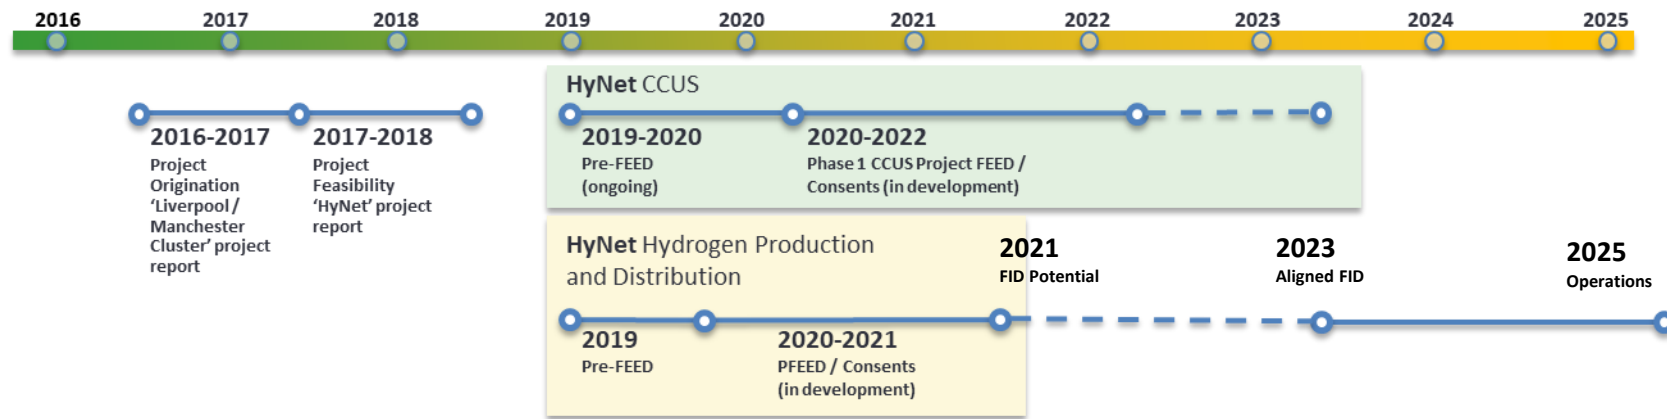 2016 2017 2018 2019 2020 2021 2022 2023 2024 2025
HyNet CCUS
2016-2017
Project
Origination
‘Liverpool /
Manchester
Cluster’ project
report
2017-2018
Project
Feasibility
‘HyNet’ project
report
2019-2020
Pre-FEED
(ongoing)
2020-2022
Phase 1 CCUS Project FEED /
Consents (in development)
HyNet Hydrogen Production
and Distribution
2019
Pre-FEED
2020-2021
PFEED / Consents
(in development)
2021
FID Potential
2023
Aligned FID
2025
Operations